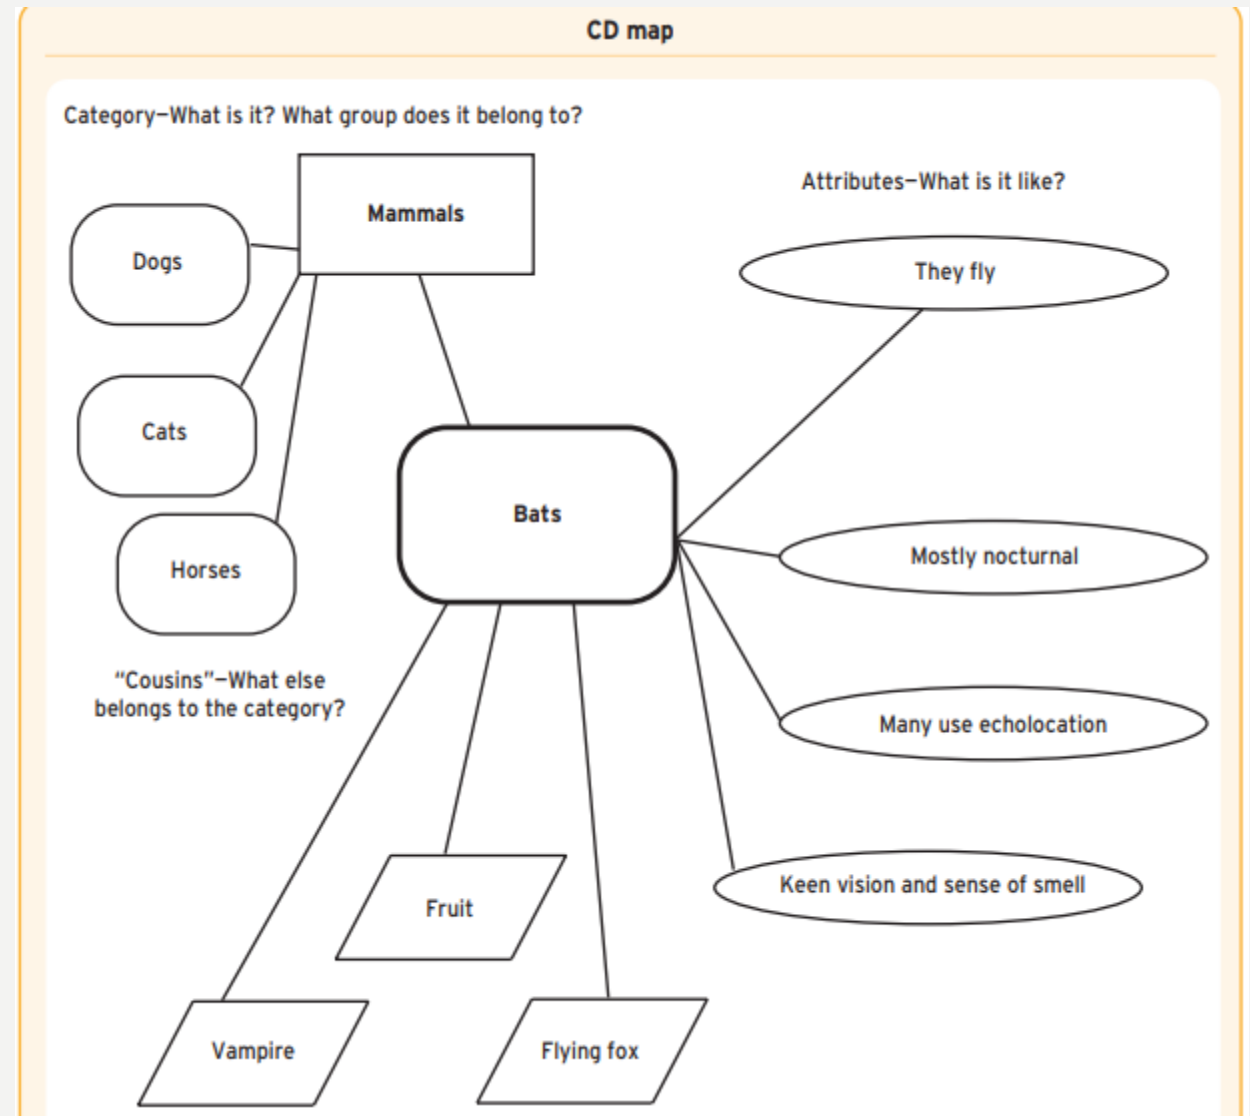 CD map
Category—What is it? What group does it belong to?
Mammals
Attributes—What is it like?
Dogs
They fly
Cats
Bats
Mostly nocturnal
Horses
“Cousins”—What else
belongs to the category?
Many use echolocation
Keen vision and sense of smell
Fruit
Vampire
Flying fox